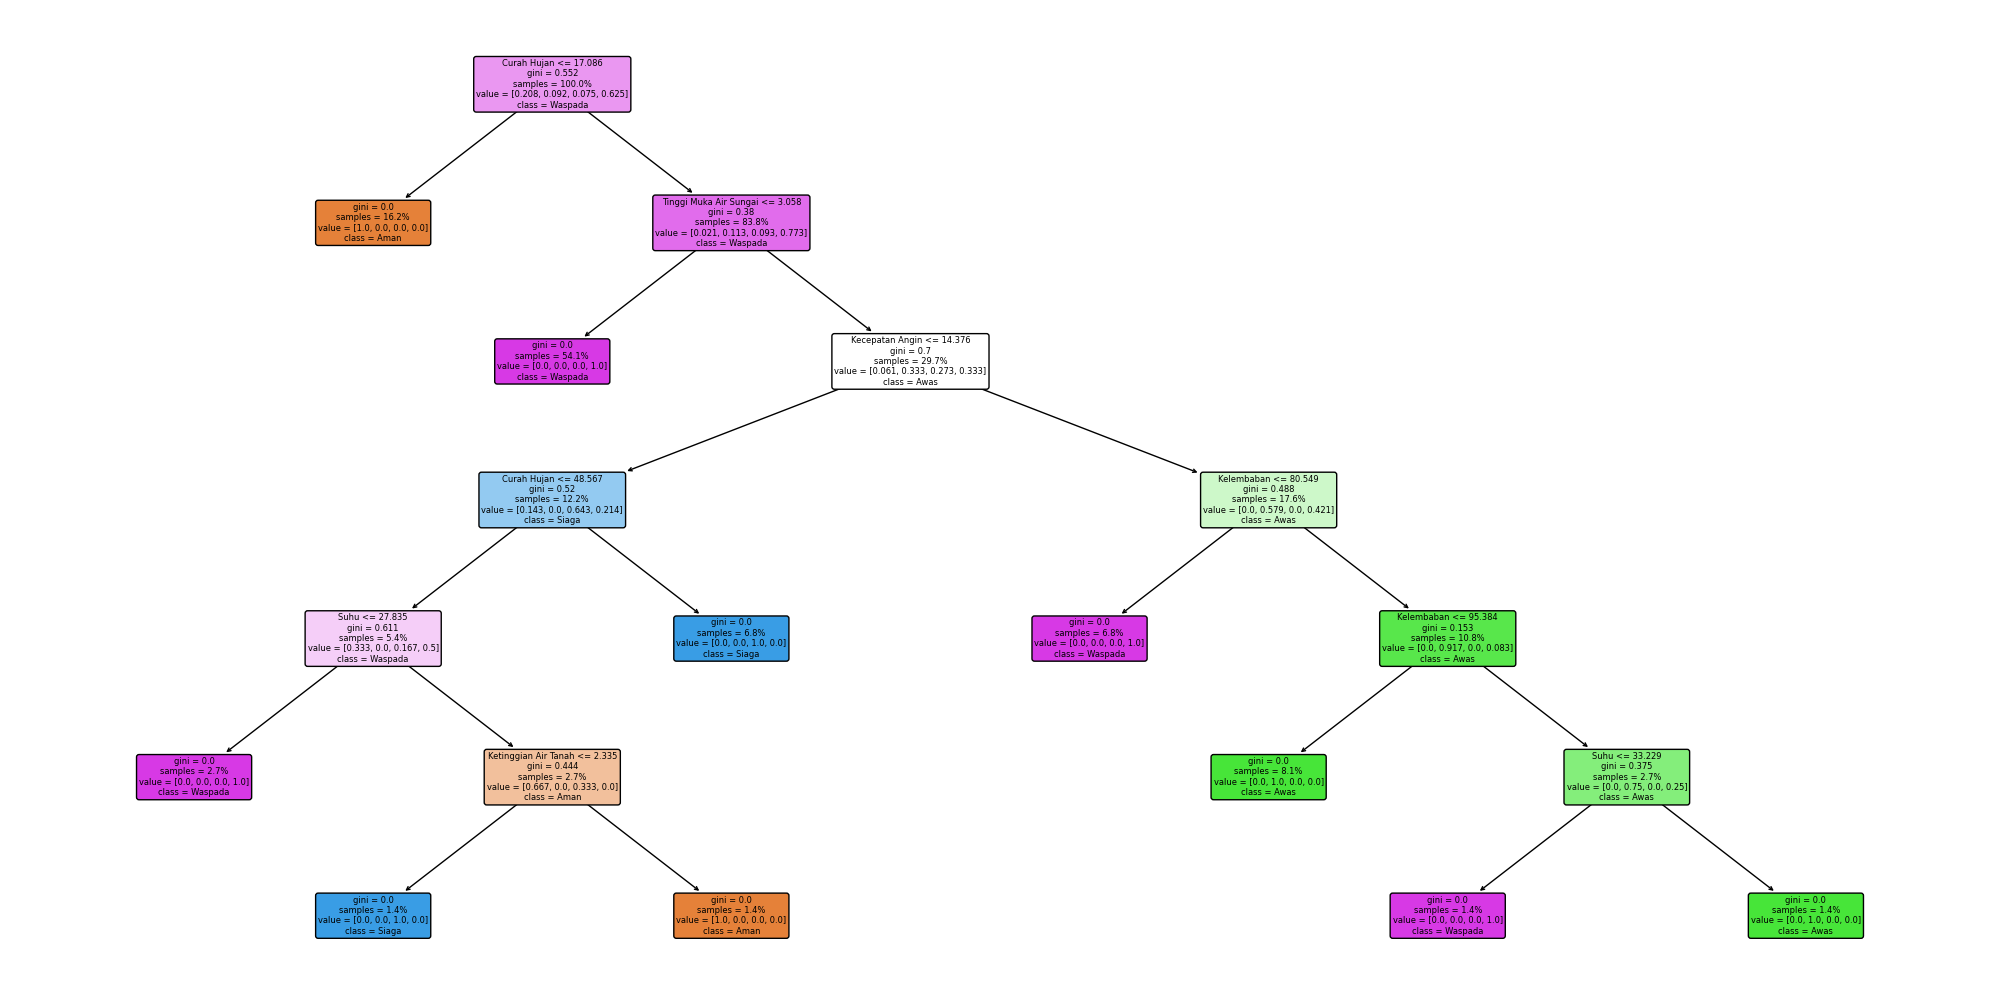 Curah Hujan <= 17.086
gini = 0.552
samples = 100.0%
value = [0.208, 0.092, 0.075, 0.625]
class = Waspada
gini = 0.0
samples = 16.2%
value = [1.0, 0.0, 0.0, 0.0]
class = Aman
Tinggi Muka Air Sungai <= 3.058
gini = 0.38
samples = 83.8%
value = [0.021, 0.113, 0.093, 0.773]
class = Waspada
gini = 0.0
samples = 54.1%
value = [0.0, 0.0, 0.0, 1.0]
class = Waspada
Kecepatan Angin <= 14.376
gini = 0.7
samples = 29.7%
value = [0.061, 0.333, 0.273, 0.333]
class = Awas
Curah Hujan <= 48.567
gini = 0.52
samples = 12.2%
value = [0.143, 0.0, 0.643, 0.214]
class = Siaga
Kelembaban <= 80.549
gini = 0.488
samples = 17.6%
value = [0.0, 0.579, 0.0, 0.421]
class = Awas
Suhu <= 27.835
gini = 0.611
samples = 5.4%
value = [0.333, 0.0, 0.167, 0.5]
class = Waspada
gini = 0.0
samples = 6.8%
value = [0.0, 0.0, 1.0, 0.0]
class = Siaga
gini = 0.0
samples = 6.8%
value = [0.0, 0.0, 0.0, 1.0]
class = Waspada
Kelembaban <= 95.384
gini = 0.153
samples = 10.8%
value = [0.0, 0.917, 0.0, 0.083]
class = Awas
gini = 0.0
samples = 2.7%
value = [0.0, 0.0, 0.0, 1.0]
class = Waspada
Ketinggian Air Tanah <= 2.335
gini = 0.444
samples = 2.7%
value = [0.667, 0.0, 0.333, 0.0]
class = Aman
gini = 0.0
samples = 8.1%
value = [0.0, 1.0, 0.0, 0.0]
class = Awas
Suhu <= 33.229
gini = 0.375
samples = 2.7%
value = [0.0, 0.75, 0.0, 0.25]
class = Awas
gini = 0.0
samples = 1.4%
value = [0.0, 0.0, 1.0, 0.0]
class = Siaga
gini = 0.0
samples = 1.4%
value = [1.0, 0.0, 0.0, 0.0]
class = Aman
gini = 0.0
samples = 1.4%
value = [0.0, 0.0, 0.0, 1.0]
class = Waspada
gini = 0.0
samples = 1.4%
value = [0.0, 1.0, 0.0, 0.0]
class = Awas